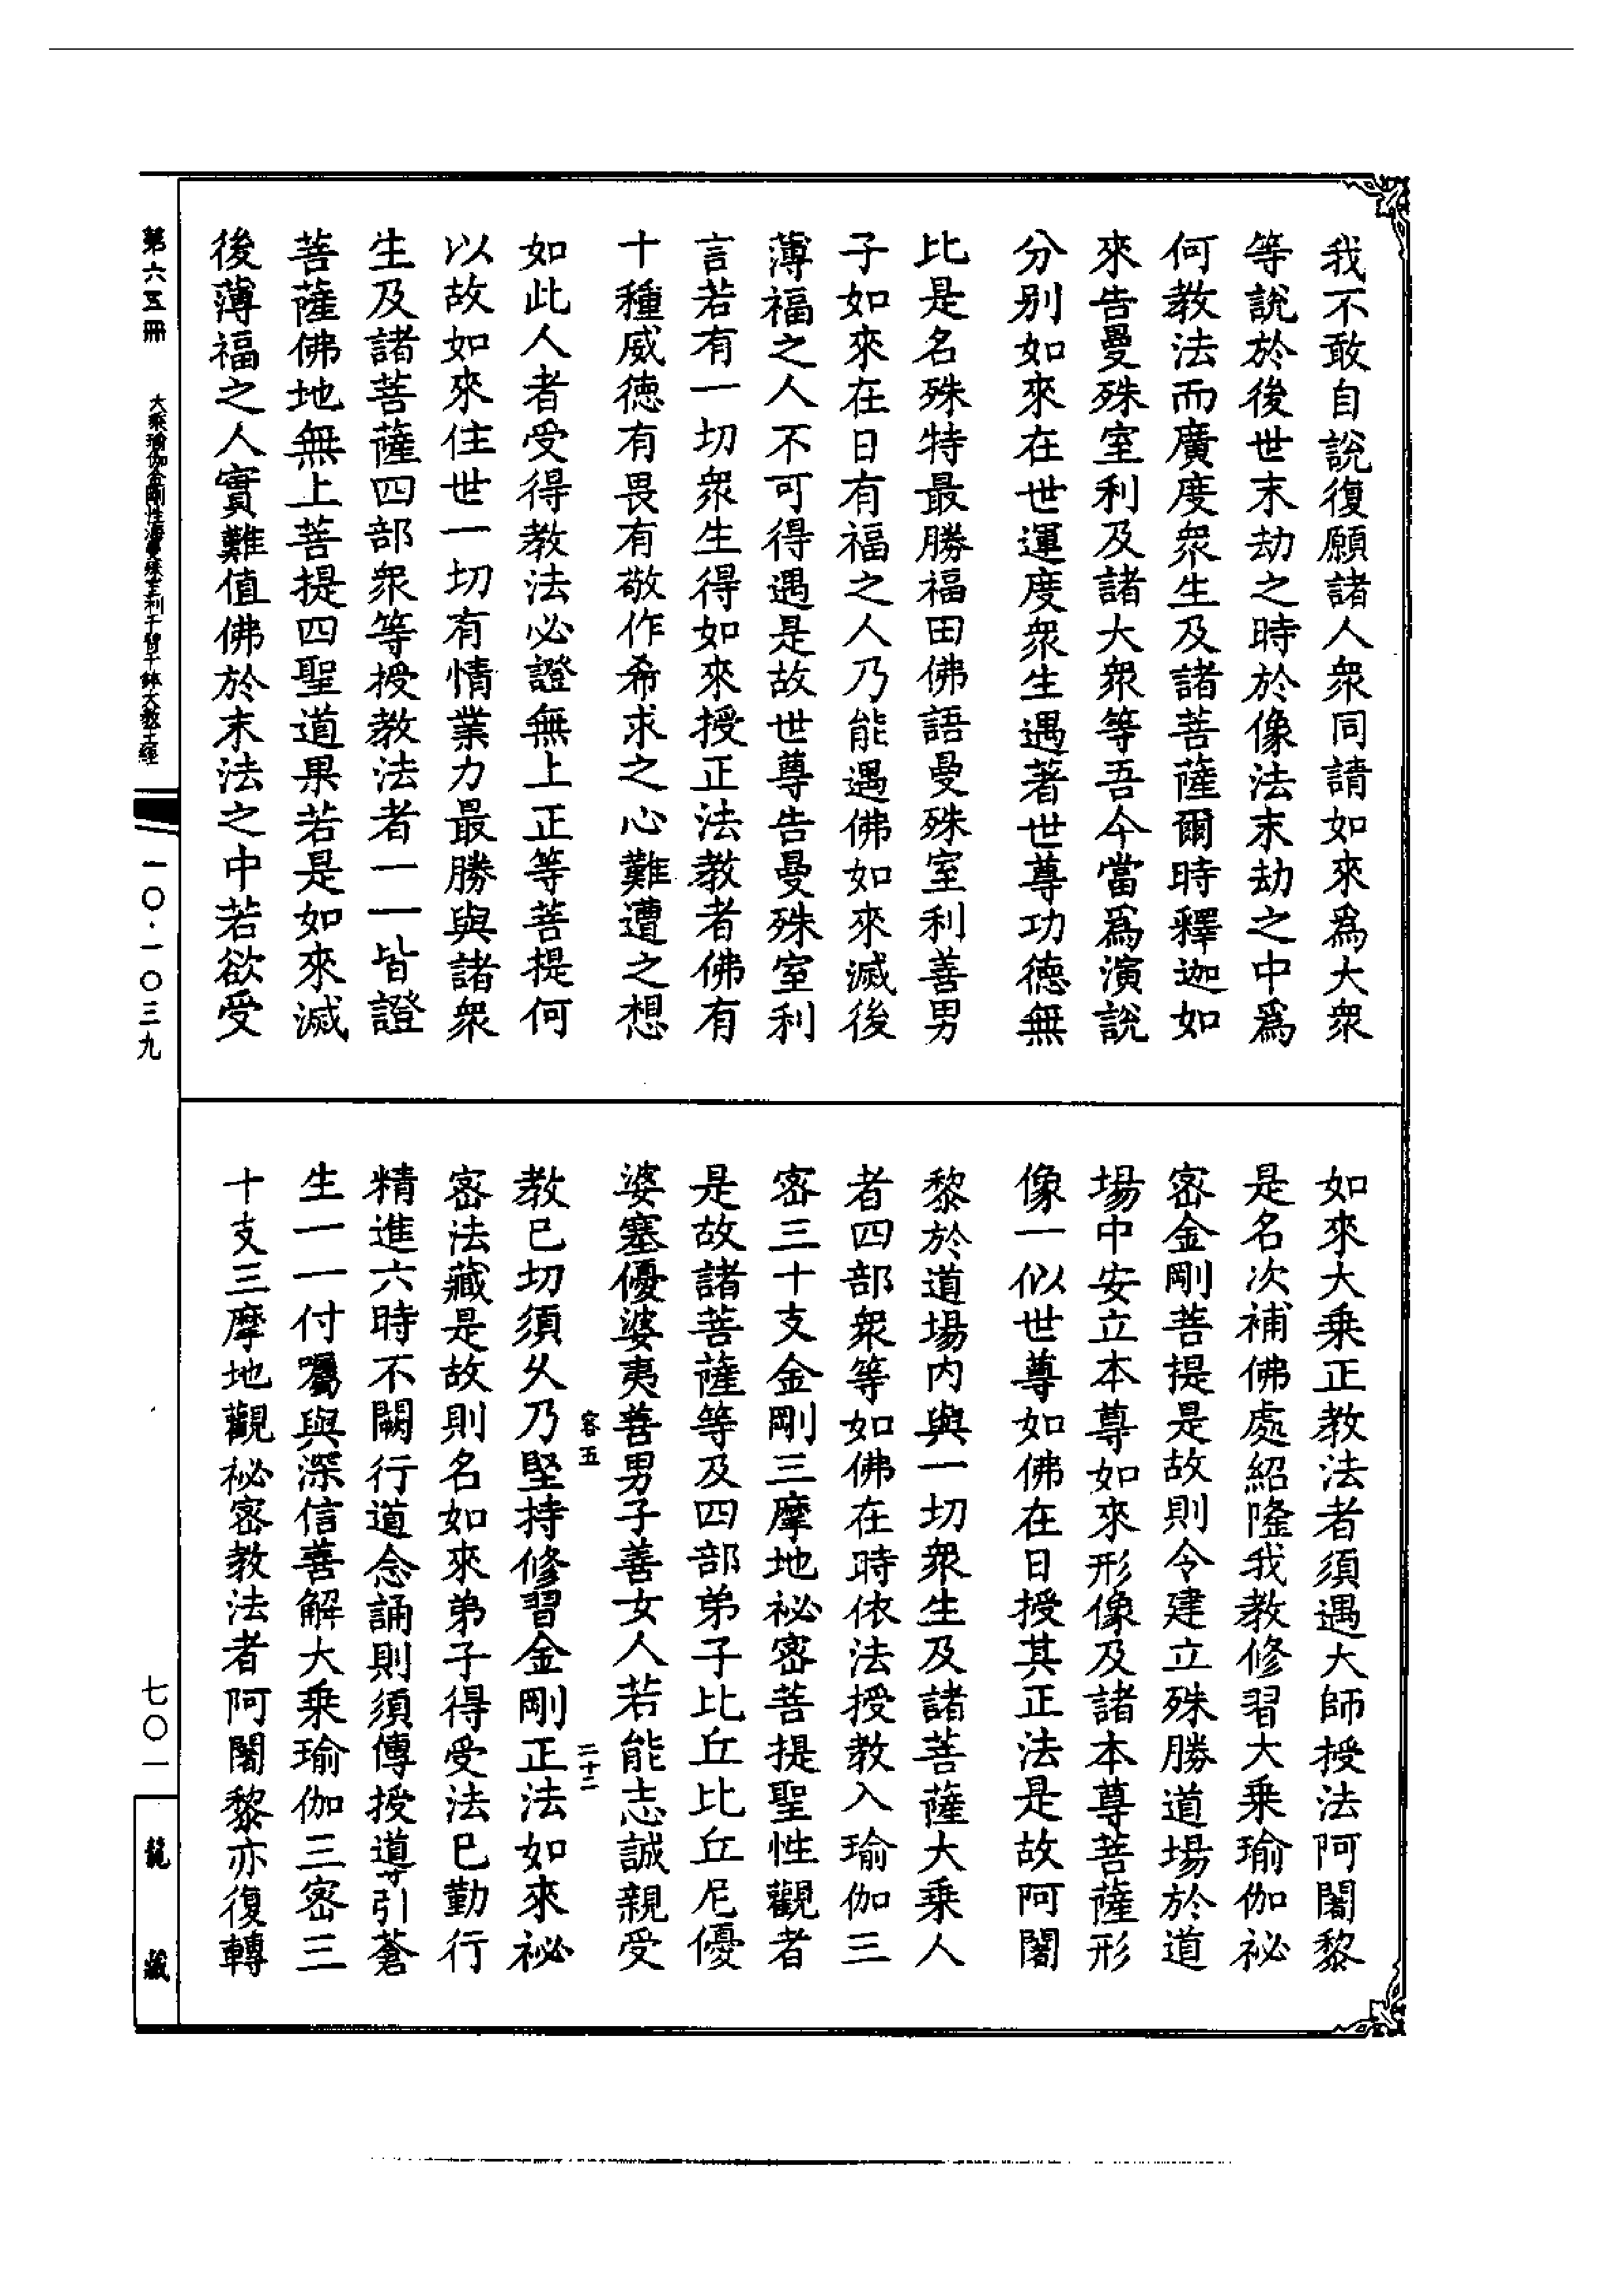 我不敢自說復願諸人衆同請如來爲大衆
等說於後世末劫之時於像法末劫之中爲
何教法而廣度衆生及諸菩薩爾時釋迦如
來告曼殊室利及諸大衆等吾今當爲演說
分別如來在世運度衆生遇著世尊功德無
比是名殊特最勝福田佛語曼殊室利善男
子如來在日有福之人乃能遇佛如來滅後
薄福之人不可得遇是故世尊告曼殊室利
言若有一切衆生得如來授正法教者佛有
十種威德有畏有敬作希求之心難遭之想
如此人者受得教法必證無上正等菩提何
以故如來住世一切有情業力最勝與諸衆
生及諸菩薩四部衆等授教法者一一皆證
菩薩佛地無上菩提四聖道果若是如來滅
後薄福之人實難值佛於末法之中若欲受
如來大乗正教法者須遇大師授法阿闍黎
是名次補佛處紹隆我教修習大乗瑜伽祕
密金剛菩提是故則令建立殊勝道場於道
場中安立本尊如來形像及諸本尊菩薩形
像一似世尊如佛在日授其正法是故阿闍
黎於道場内與一切衆生及諸菩薩大乗人
者四部衆等如佛在時依法授教入瑜伽三
密三十支金剛三摩地祕密菩提聖性觀者
是故諸菩薩等及四部弟子比丘比丘尼優
婆塞優婆夷善男子善女人若能志誠親受
容五 二十二
教已切須久乃堅持修習金剛正法如來祕
密法藏是故則名如來弟子得受法已勤行
精進六時不闕行道念誦則須傳授導引蒼
生一一付囑與深信善解大乗瑜伽三密三
十支三摩地觀祕密教法者阿闍黎亦復轉
第六五冊 大乘瑜伽金剛性海曼殊室利千臂千鉢大教王經 一〇·一〇三九
七〇一 龍藏